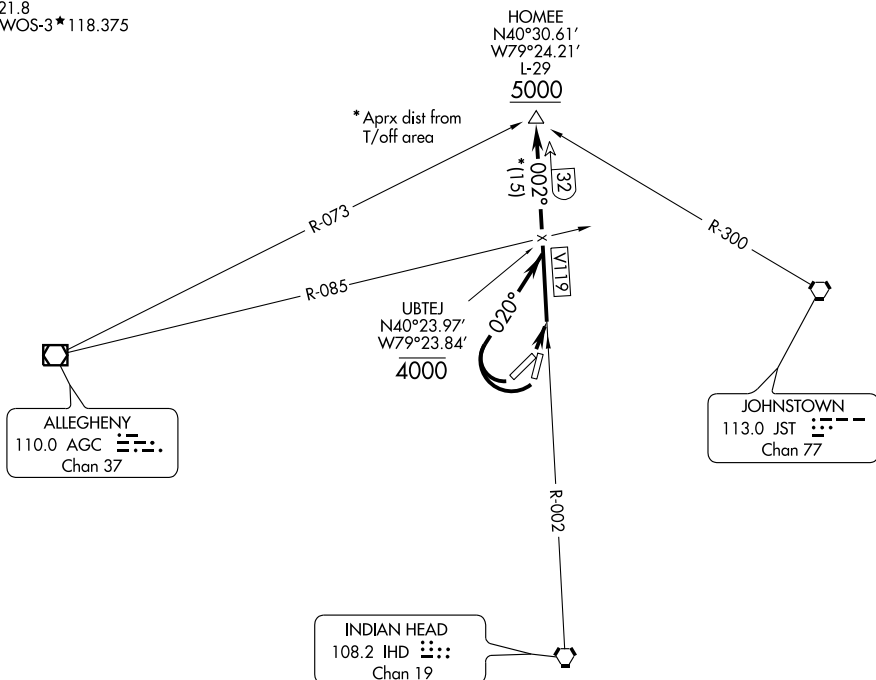 21.8
WOS-3★118.375
HOMEE
N40°30.61'
W79°24.21'
L-29
5000
*Aprx dist from
T/off area
002°
*(15)
32
R-073
R-300
R-085
V119
UBTEJ
N40°23.97'
W79°23.84'
4000
020°
ALLEGHENY
110.0 AGC
Chan 37
JOHNSTOWN
113.0 JST
Chan 77
R-002
INDIAN HEAD
108.2 IHD
Chan 19